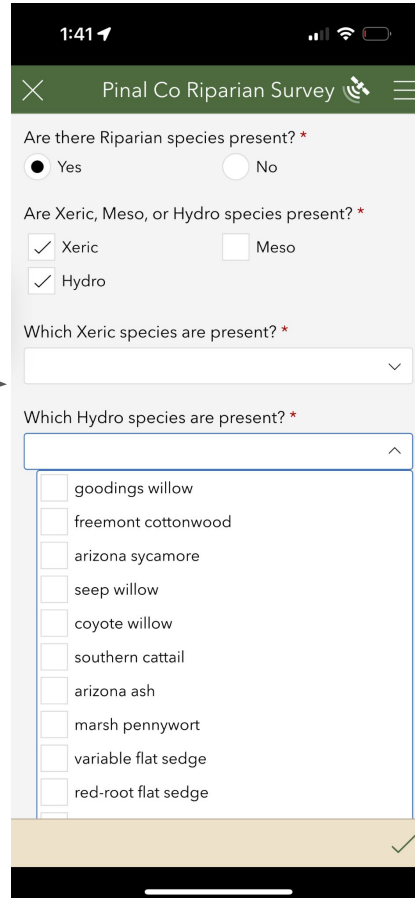 1:41
Pinal Co Riparian Survey
Are there Riparian species present? *
Yes No
Are Xeric, Meso, or Hydro species present? *
Xeric Meso
Hydro
Which Xeric species are present? *
Which Hydro species are present? *
goodings willow
freemont cottonwood
arizona sycamore
seep willow
coyote willow
southern cattail
arizona ash
marsh pennywort
variable flat sedge
red-root flat sedge